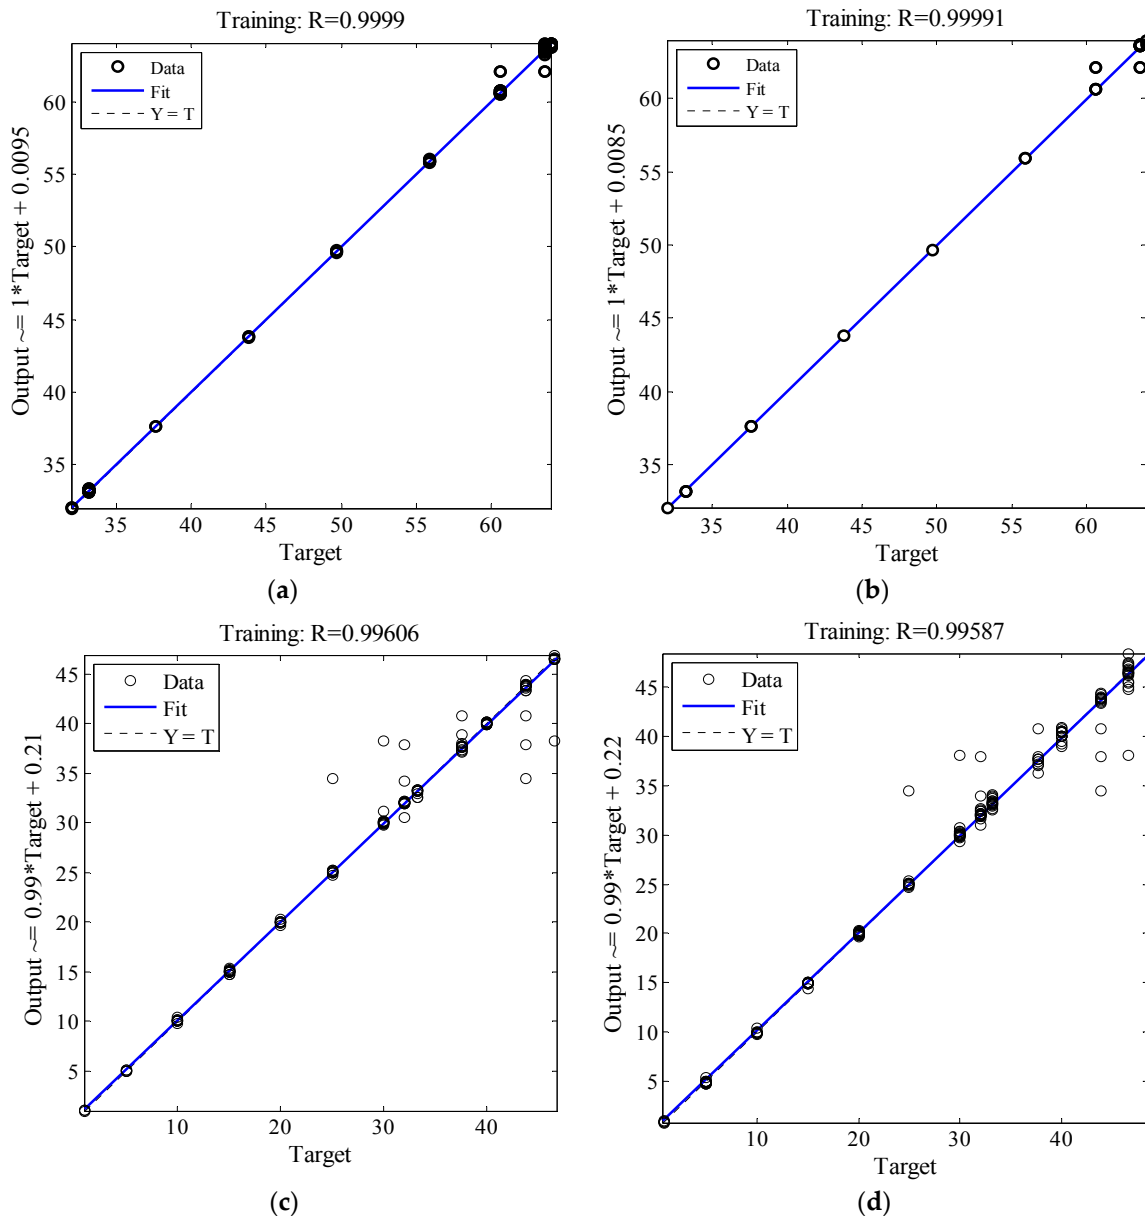 Training: R=0.9999
Data
Fit
Y = T
Output ~= 1*Target + 0.0095
60
55
50
45
40
35
35 40 45 50 55 60
Target
(a)
Training: R=0.99991
Data
Fit
Y = T
Output ~= 1*Target + 0.0085
60
55
50
45
40
35
35 40 45 50 55 60
Target
(b)
Training: R=0.99606
Data
Fit
Y = T
Output ~= 0.99*Target + 0.21
45
40
35
30
25
20
15
10
5
10 20 30 40
Target
(c)
Training: R=0.99587
Data
Fit
Y = T
Output ~= 0.99*Target + 0.22
45
40
35
30
25
20
15
10
5
10 20 30 40
Target
(d)